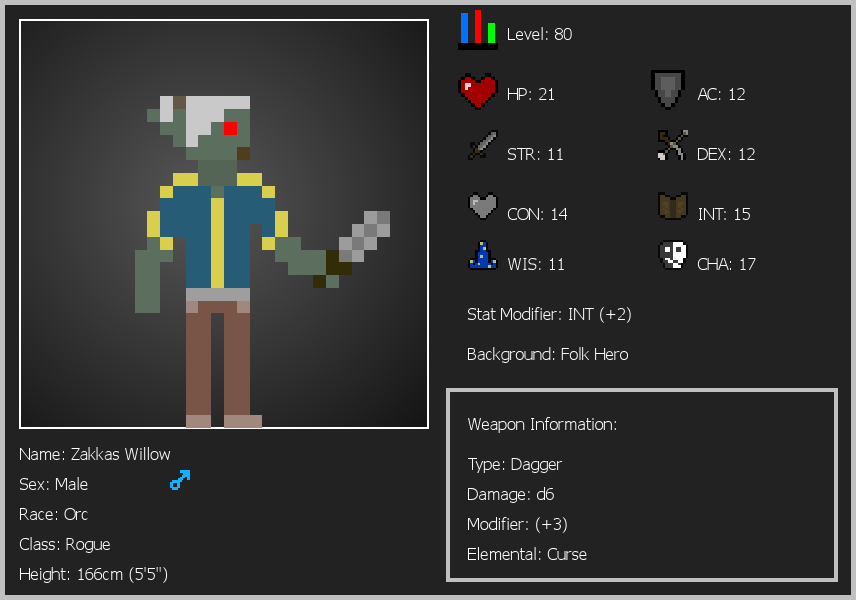 Level: 80
HP: 21
AC: 12
STR: 11
DEX: 12
CON: 14
INT: 15
WIS: 11
CHA: 17
Stat Modifier: INT (+2)
Background: Folk Hero
Weapon Information:
Type: Dagger
Damage: d6
Modifier: (+3)
Elemental: Curse
Name: Zakkas Willow
Sex: Male
Race: Orc
Class: Rogue
Height: 166cm (5'5")